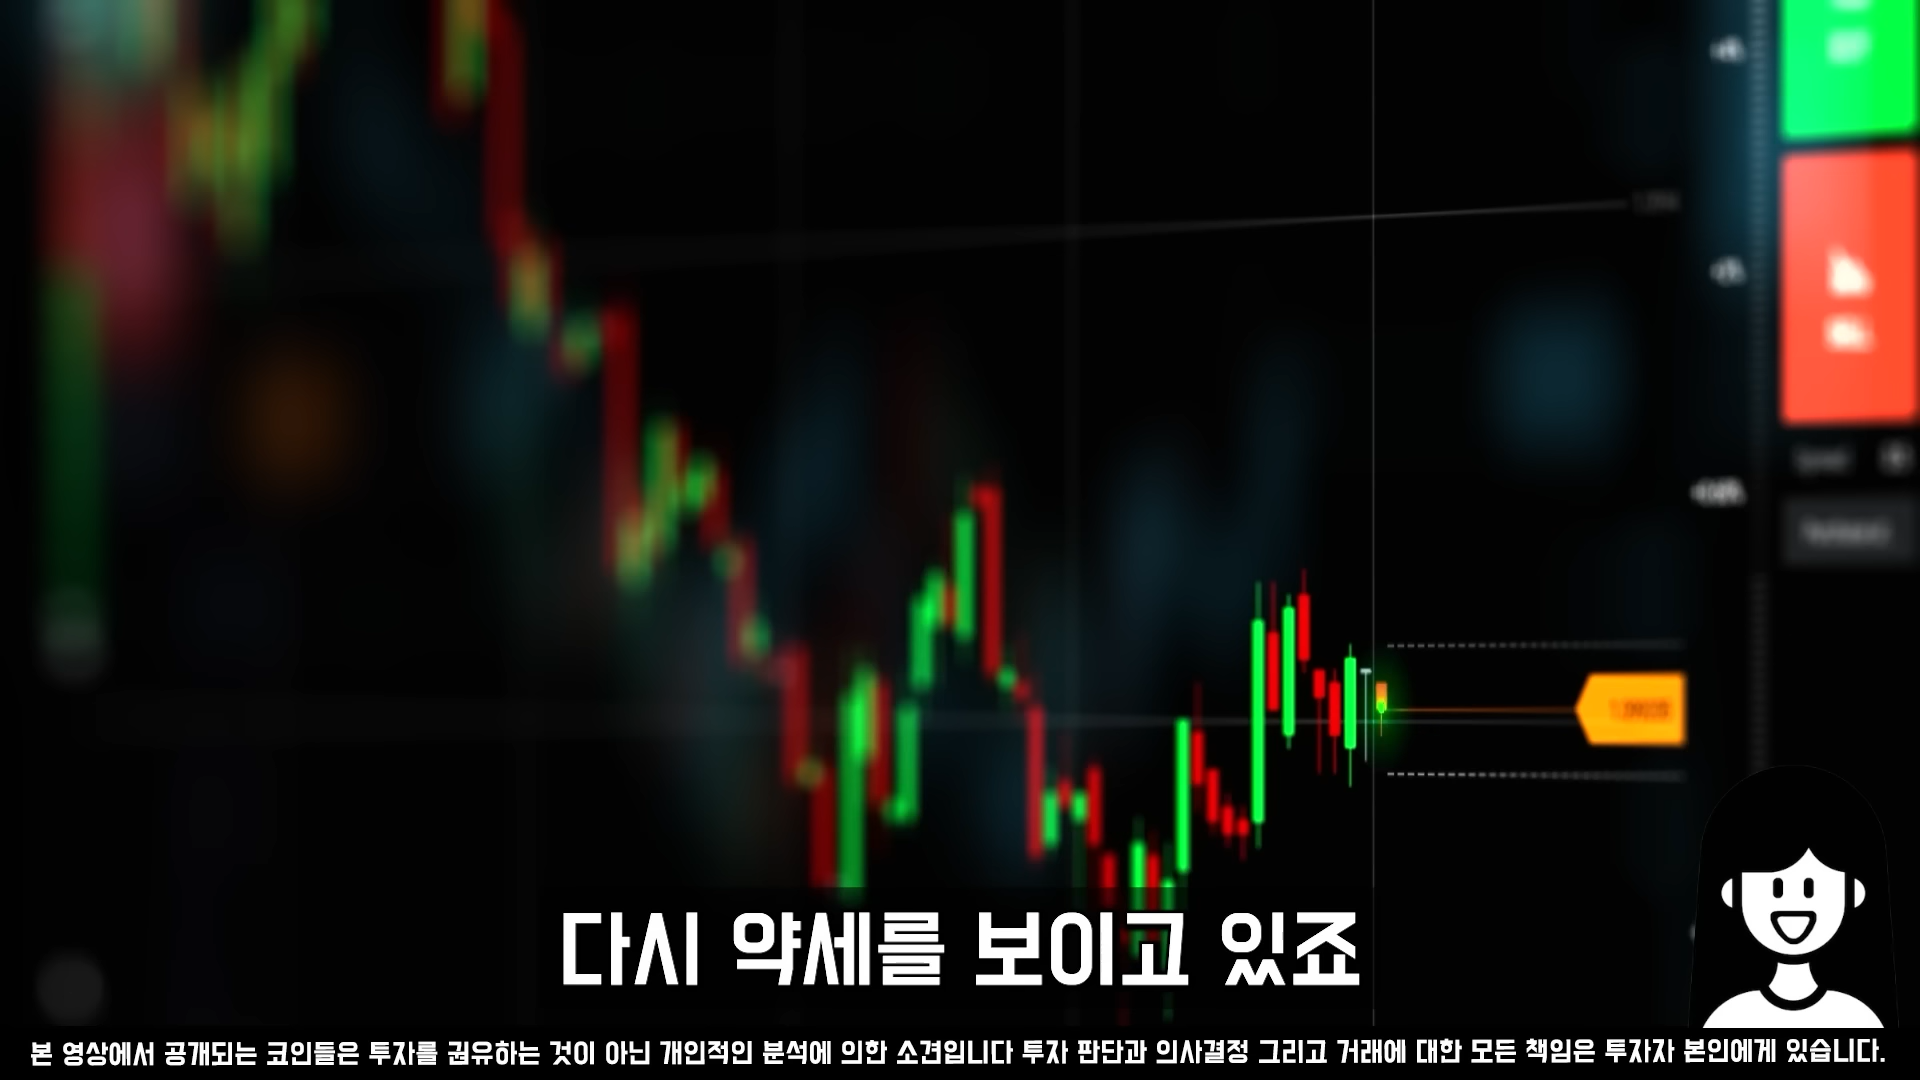 다시 약세를 보이고 있죠
본 영상에서 공개되는 코인들은 투자를 권유하는 것이 아닌 개인적인 분석에 의한 소견입니다 투자 판단과 의사결정 그리고 거래에 대한 모든 책임은 투자자 본인에게 있습니다.